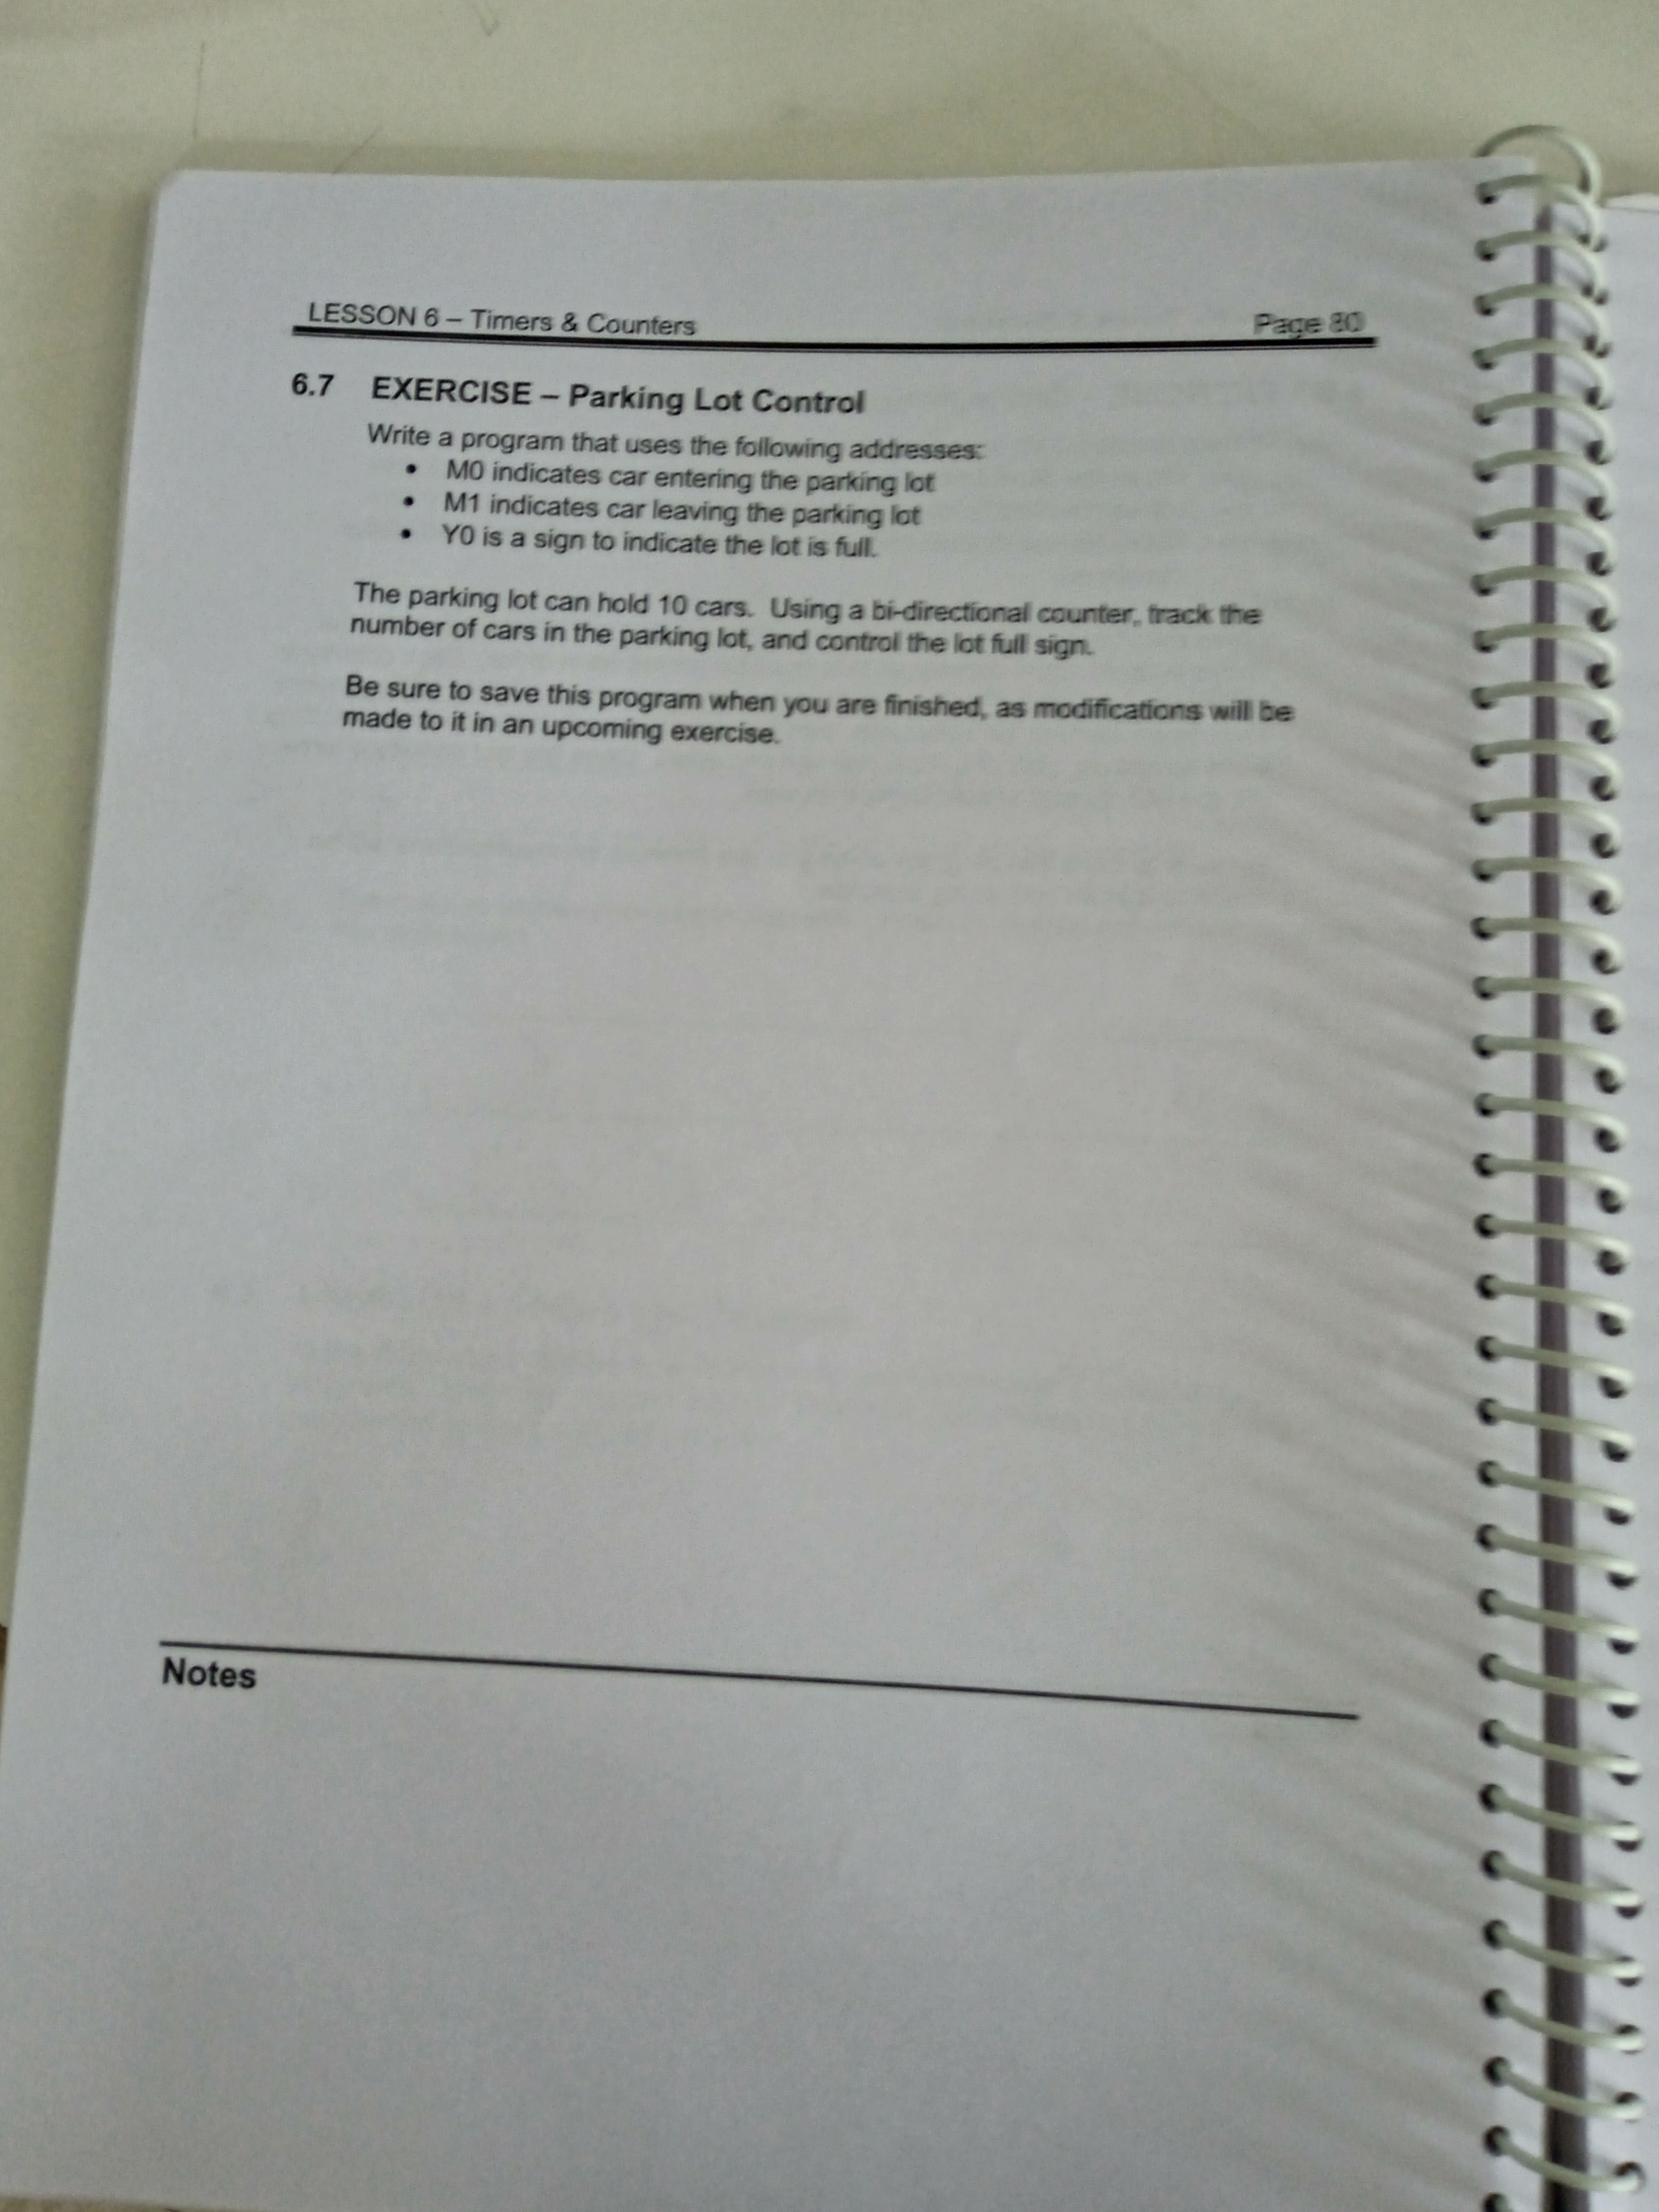 LESSON 6 – Timers & Counters Page 80
6.7 EXERCISE – Parking Lot Control
Write a program that uses the following addresses:
• M0 indicates car entering the parking lot
• M1 indicates car leaving the parking lot
• Y0 is a sign to indicate the lot is full.
The parking lot can hold 10 cars. Using a bi-directional counter, track the
number of cars in the parking lot, and control the lot full sign.
Be sure to save this program when you are finished, as modifications will be
made to it in an upcoming exercise.
Notes